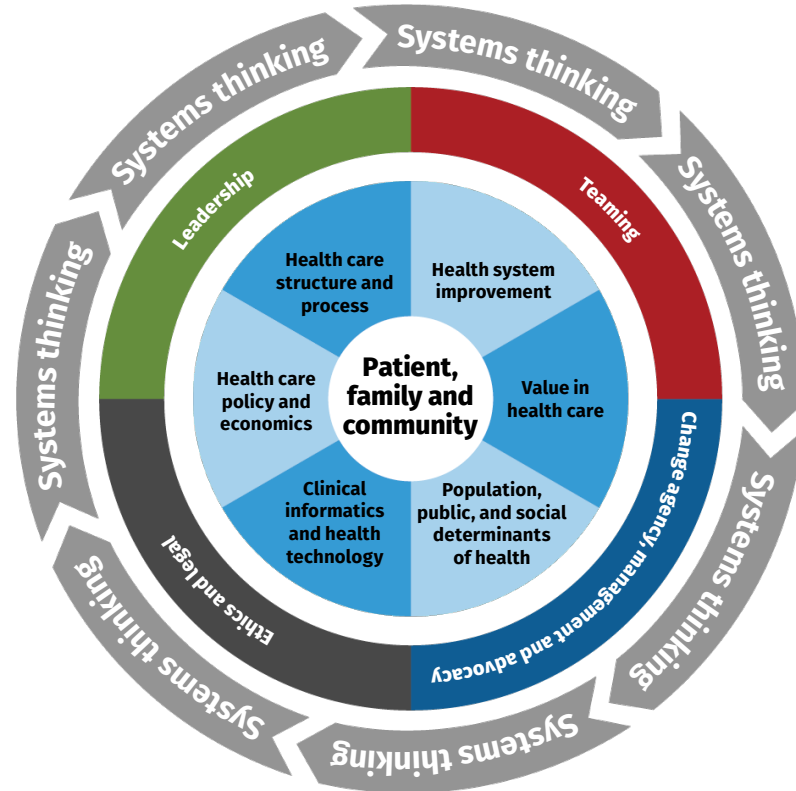 Systems thinking
Systems thinking
Systems thinking
Systems thinking
Systems thinking
Systems thinking
Systems thinking
Systems thinking
Leadership
Teaming
Change agency, management and advocacy
Ethics and legal
Health care
structure and
process
Health system
improvement
Value in
health care
Population,
public, and social
determinants
of health
Clinical
informatics
and health
technology
Health care
policy and
economics
Patient,
family and
community